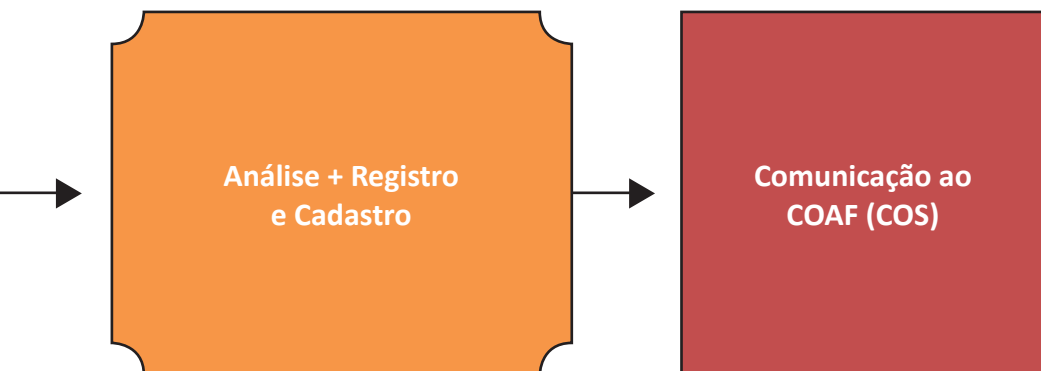 Análise + Registro
e Cadastro
Comunicação ao
COAF (COS)